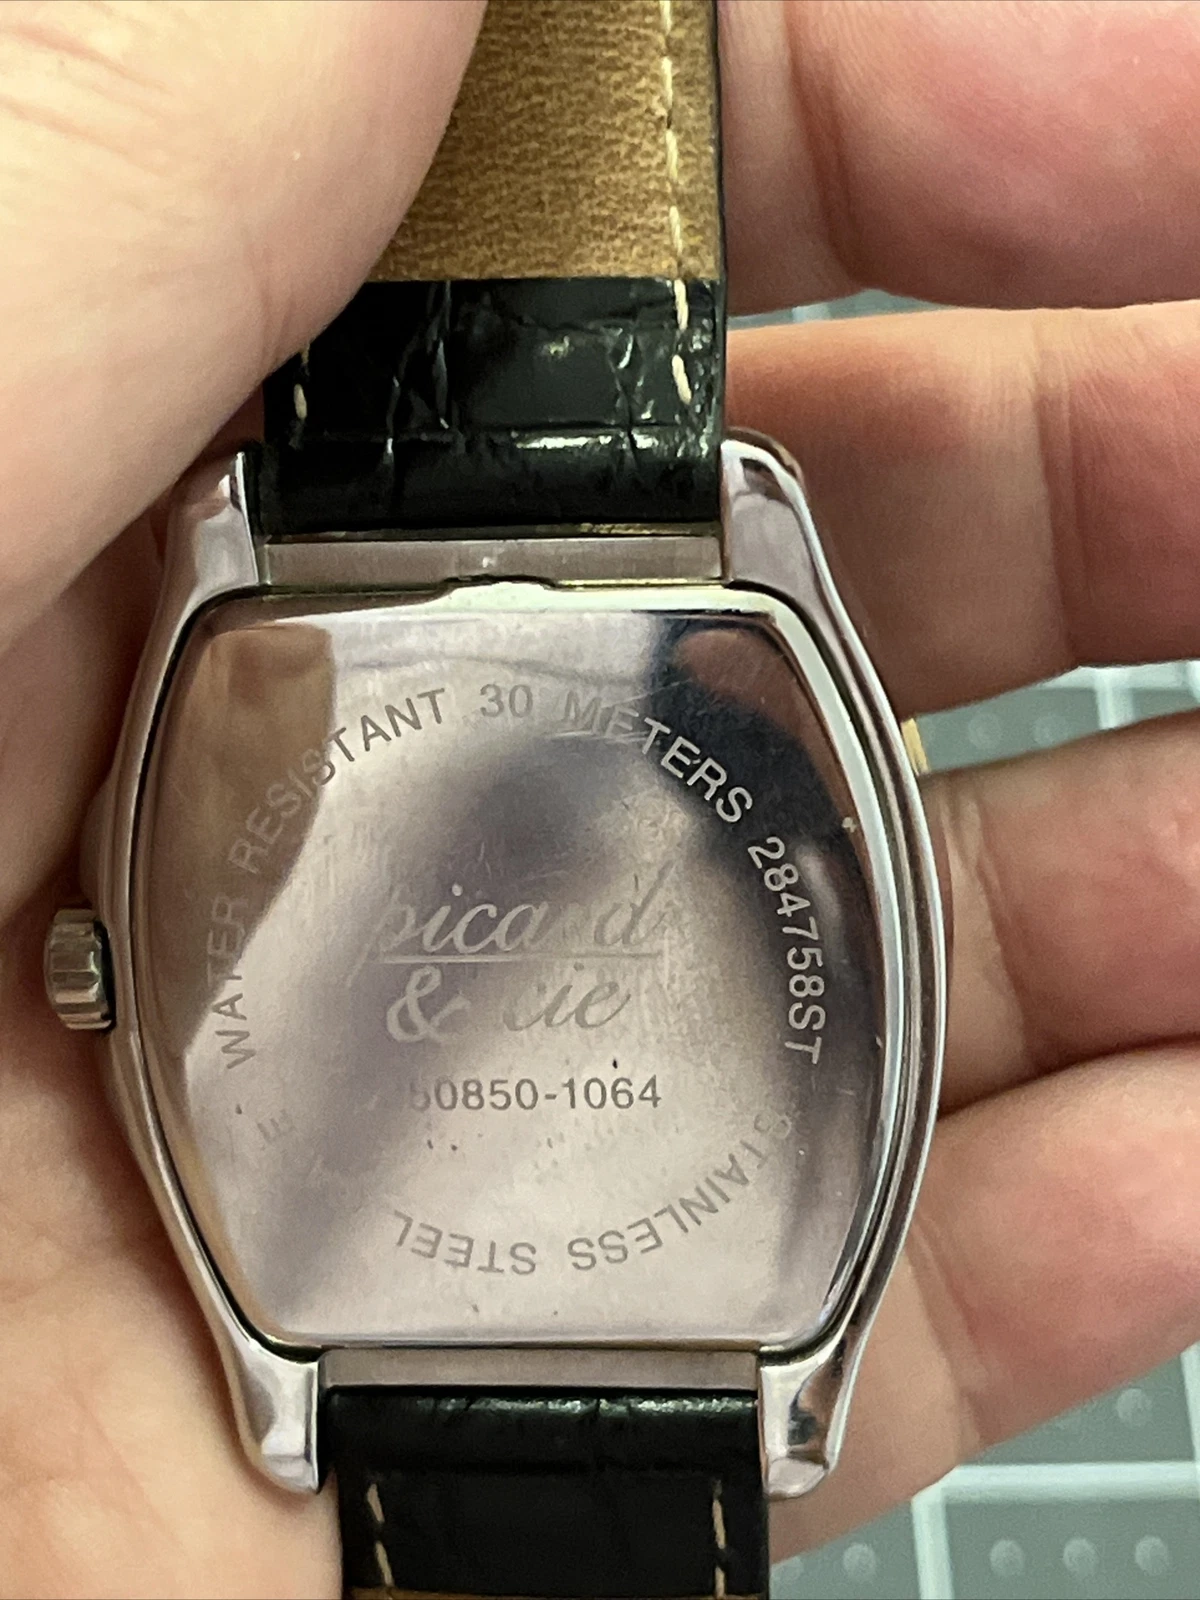 WATER RESISTANT 30 METERS 284758ST
picard
& cie
50850-1064
STAINLESS STEEL